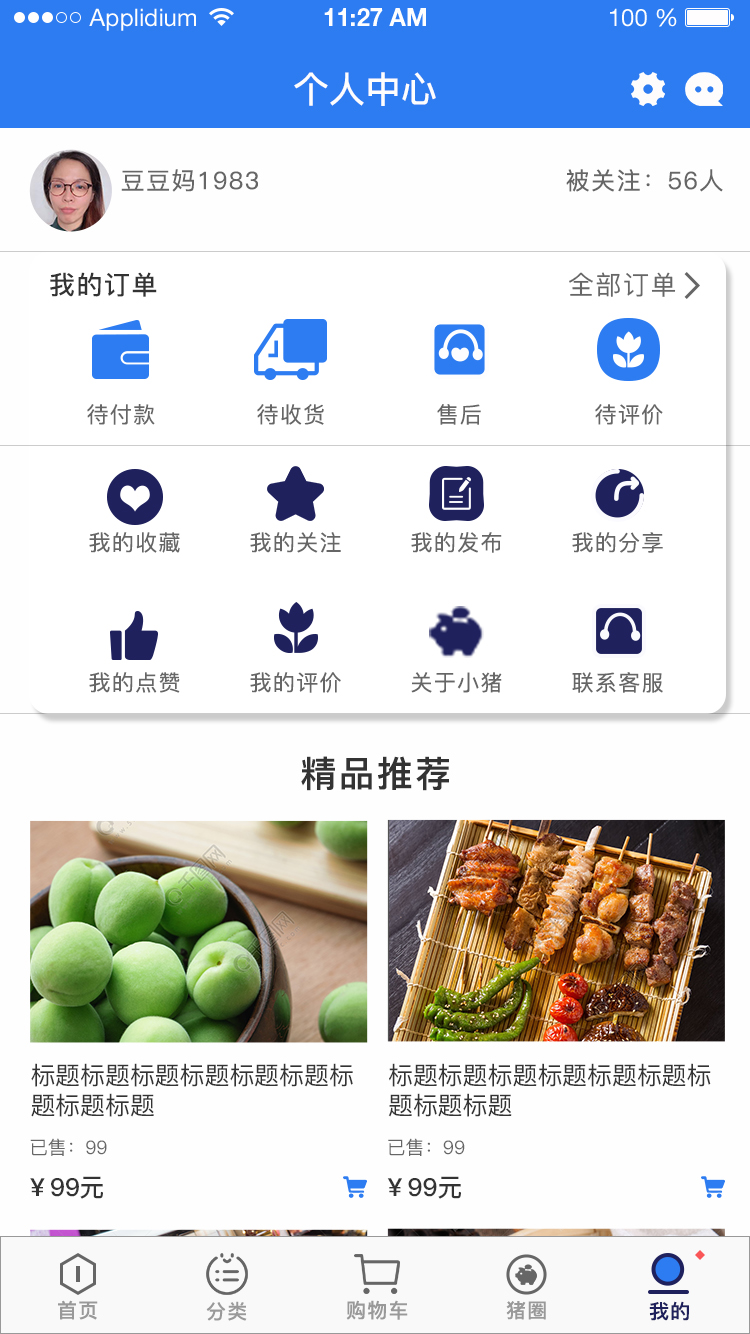 Applidium 11:27 AM 100 %
个人中心
豆豆妈1983 被关注：56人
我的订单 全部订单
待付款 待收货 售后 待评价
我的收藏 我的关注 我的发布 我的分享
我的点赞 我的评价 关于小猪 联系客服
精品推荐
千图网
千图网
标题标题标题标题标题标题标
题标题标题
已售：99
¥ 99元
标题标题标题标题标题标题标
题标题标题
已售：99
¥ 99元
首页 分类 购物车 猪圈 我的